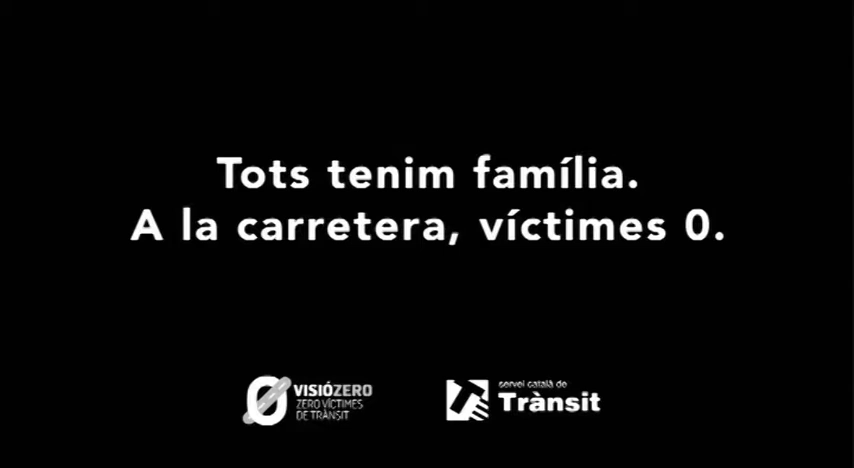 Tots tenim família.
A la carretera, víctimes 0.
VISIÓZERO
ZERO VÍCTIMES
DE TRÀNSIT
servei català de
Trànsit